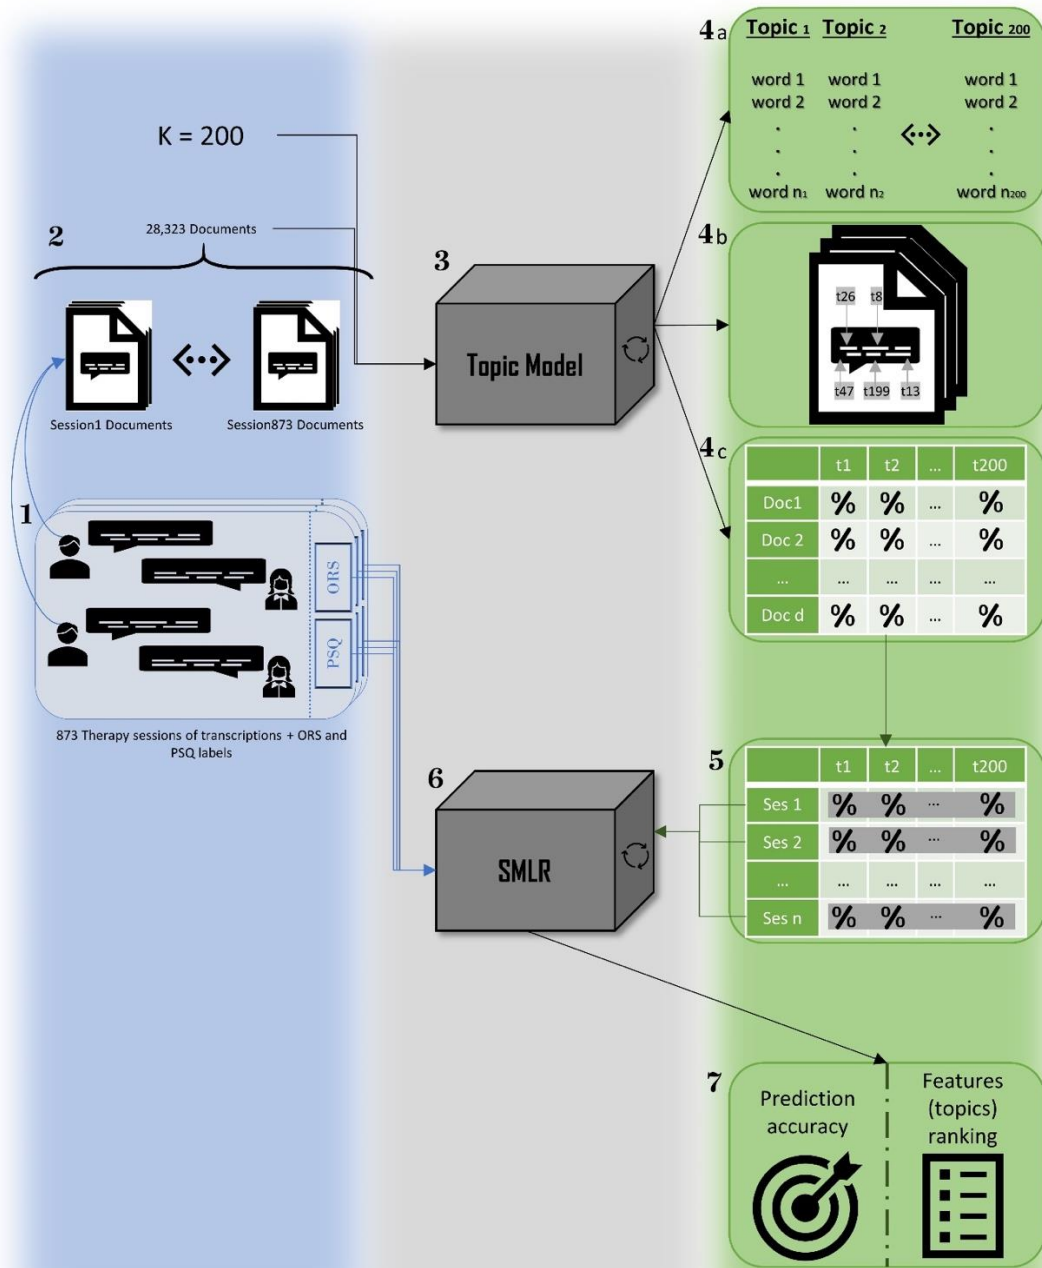 K = 200
2
28,323 Documents
Session1 Documents
Session873 Documents
1
ORS
PSQ
873 Therapy sessions of transcriptions + ORS and
PSQ labels
3
Topic Model
6
SMLR
4a
Topic 1 Topic 2 Topic 200
word 1 word 1 word 1
word 2 word 2 word 2
. . .
. . .
. . .
word n1 word n2 word n200
4b
t26 t8
t47 t199 t13
4c
t1 t2 ... t200
Doc1 % % ... %
Doc 2 % % ... %
... ... ... ... ...
Doc d % % ... %
5
t1 t2 ... t200
Ses 1 % % ... %
Ses 2 % % ... %
... ... ... ... ...
Ses n % % ... %
7
Prediction
accuracy
Features
(topics)
ranking